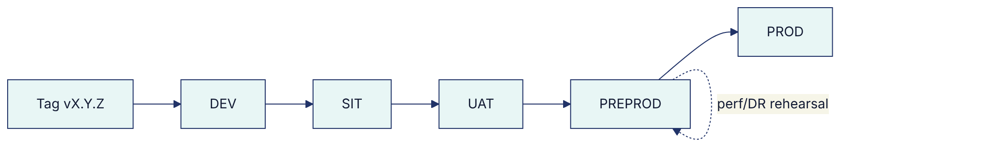 PROD
Tag vX.Y.Z
DEV
SIT
UAT
PREPROD
perf/DR rehearsal